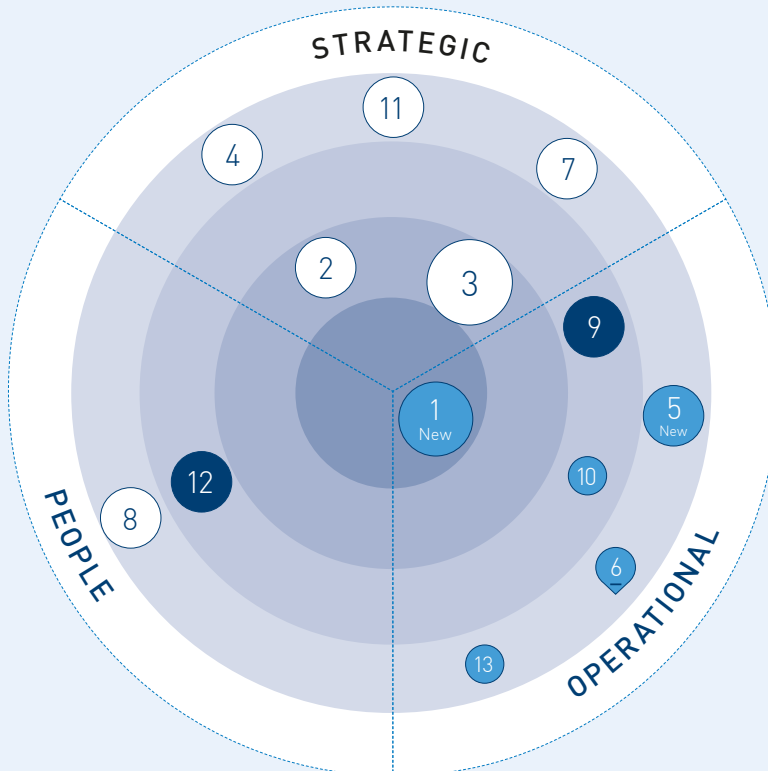 STRATEGIC
11
4
7
2
3
9
1
New
5
New
10
12
8
6
13
PEOPLE
OPERATIONAL